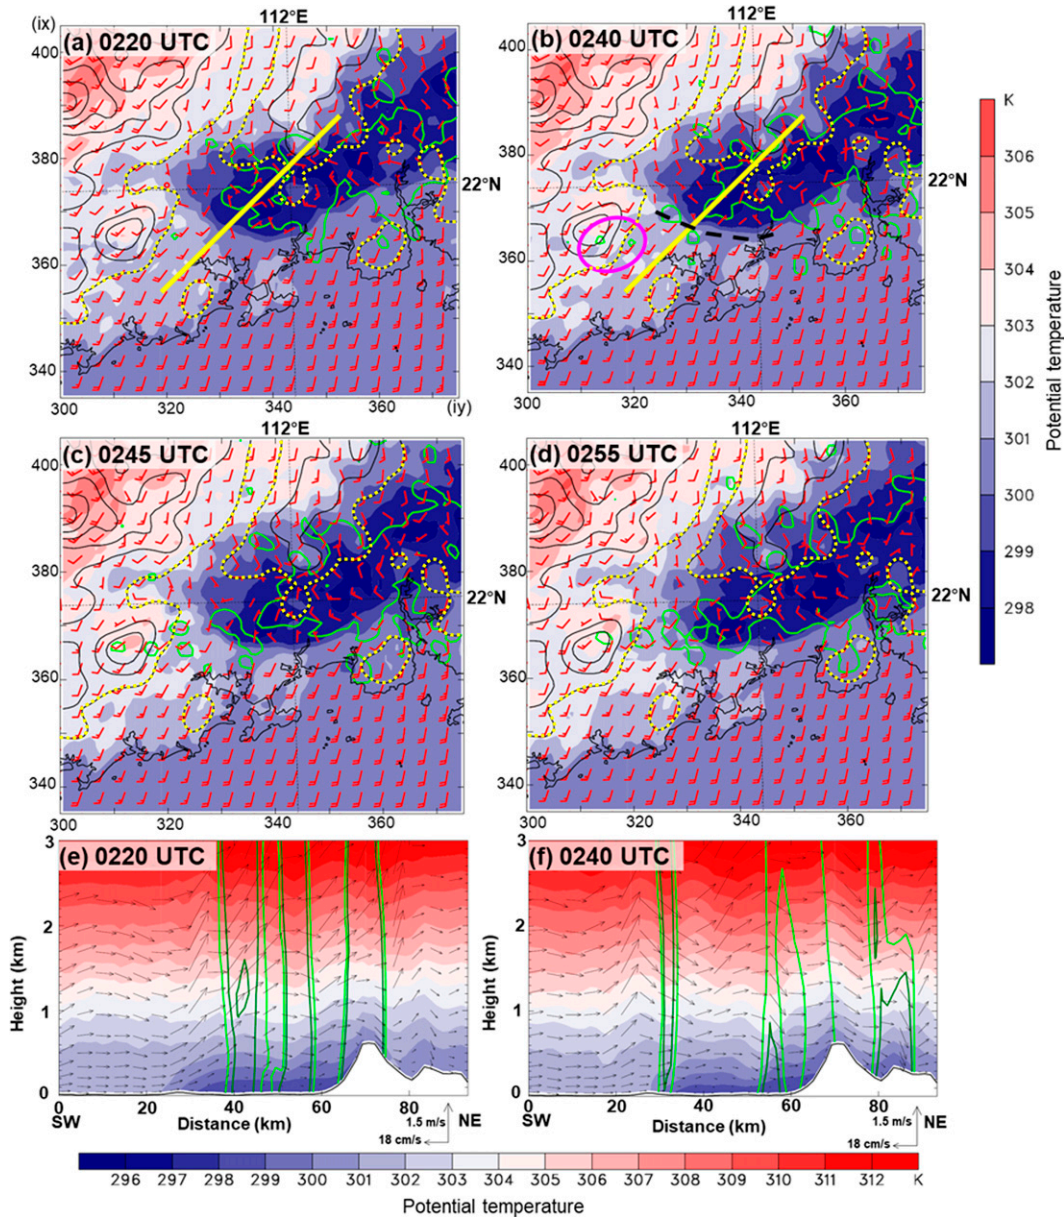 (ix)
112°E
112°E
(a) 0220 UTC
(b) 0240 UTC
400
400
380
380
22°N
22°N
360
360
340
340
300 320 340 360 (iy)
300 320 340 360
112°E
112°E
(c) 0245 UTC
(d) 0255 UTC
400
400
380
380
22°N
22°N
360
360
340
340
300 320 340 360
300 320 340 360
K
306
305
304
303
302
301
300
299
298
Potential temperature
(e) 0220 UTC
(f) 0240 UTC
3
2
1
0
Height (km)
3
2
1
0
Height (km)
0 20 40 60 80
SW Distance (km) NE
1.5 m/s
18 cm/s
0 20 40 60 80
SW Distance (km) NE
1.5 m/s
18 cm/s
296 297 298 299 300 301 302 303 304 305 306 307 308 309 310 311 312 K
Potential temperature